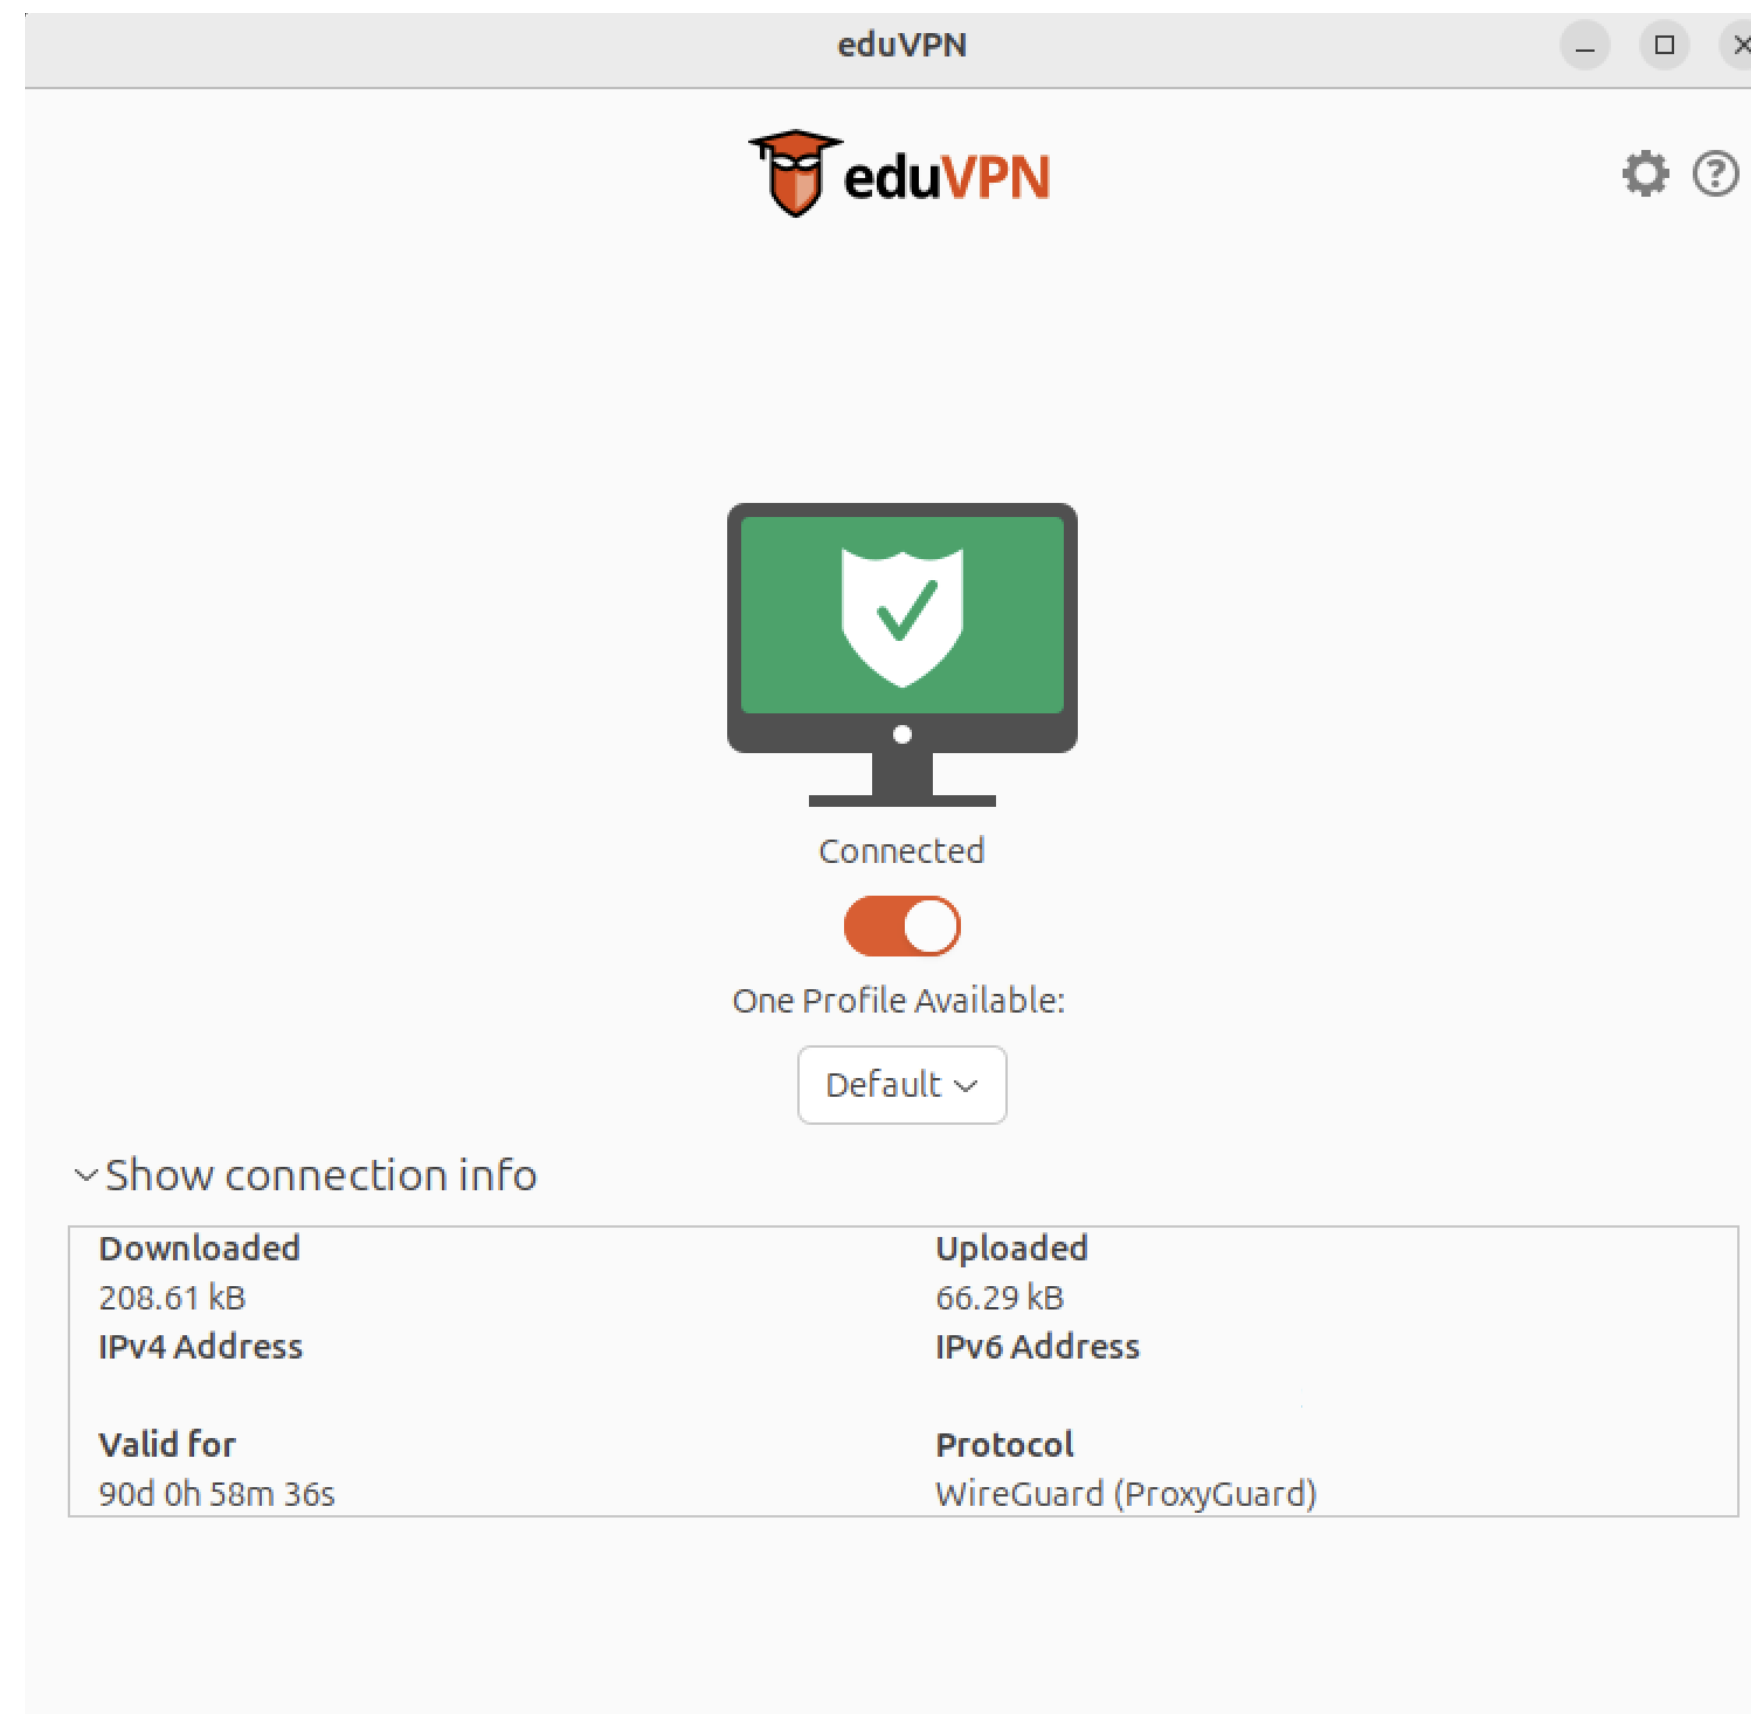 eduVPN
eduVPN
Connected
One Profile Available:
Default
Show connection info
Downloaded
Uploaded
208.61 kB
66.29 kB
IPv4 Address
IPv6 Address
Valid for
Protocol
90d 0h 58m 36s
WireGuard (ProxyGuard)